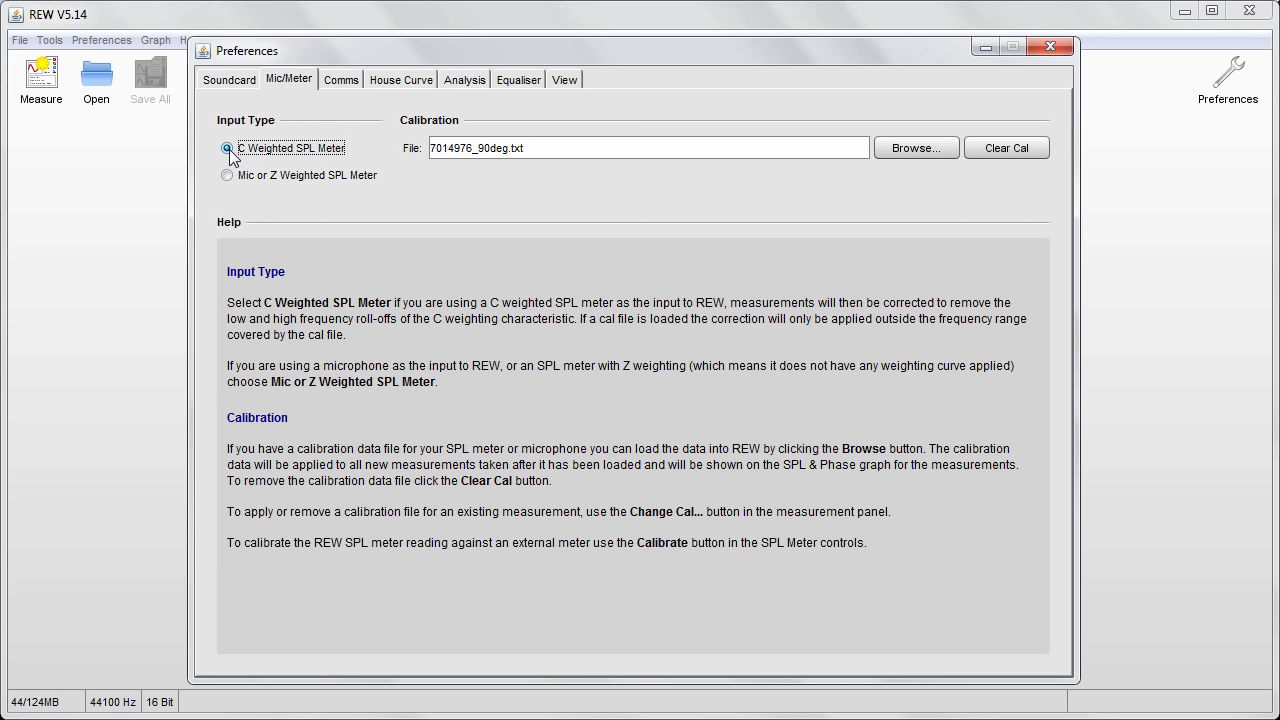 REW V5.14
File Tools Preferences Graph H
Preferences
Measure
Open
Save All
Preferences
Soundcard
Mic/Meter
Comms
House Curve
Analysis
Equaliser
View
Input Type
Calibration
C Weighted SPL Meter
File:
7014976_90deg.txt
Browse...
Clear Cal
Mic or Z Weighted SPL Meter
Help
Input Type
Select C Weighted SPL Meter if you are using a C weighted SPL meter as the input to REW, measurements will then be corrected to remove the
low and high frequency roll-offs of the C weighting characteristic. If a cal file is loaded the correction will only be applied outside the frequency range
covered by the cal file.
If you are using a microphone as the input to REW, or an SPL meter with Z weighting (which means it does not have any weighting curve applied)
choose Mic or Z Weighted SPL Meter.
Calibration
If you have a calibration data file for your SPL meter or microphone you can load the data into REW by clicking the Browse button. The calibration
data will be applied to all new measurements taken after it has been loaded and will be shown on the SPL & Phase graph for the measurements.
To remove the calibration data file click the Clear Cal button.
To apply or remove a calibration file for an existing measurement, use the Change Cal... button in the measurement panel.
To calibrate the REW SPL meter reading against an external meter use the Calibrate button in the SPL Meter controls.
44/124MB
44100 Hz
16 Bit